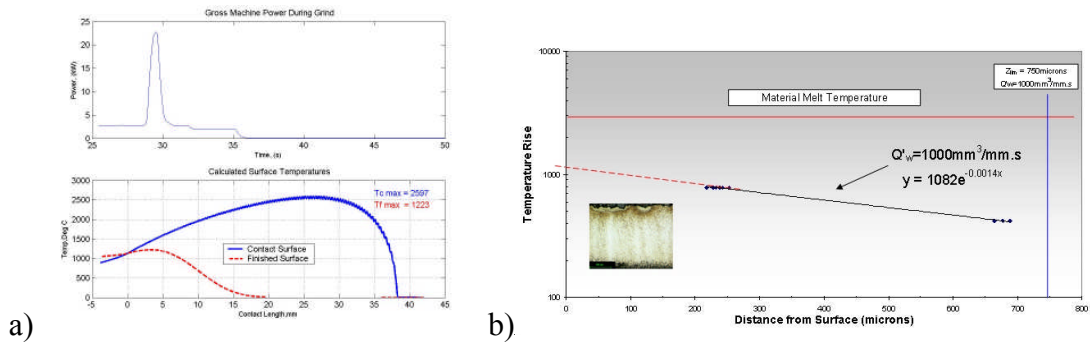 Gross Machine Power During Grind
Power, (kW)
25
20
15
10
5
0
25 30 35 40 45 50
Time, (s)
Calculated Surface Temperatures
Temp, Deg C
3000
2500
2000
1500
1000
500
0
Tc max = 2597
Tf max = 1223
Contact Surface
Finished Surface
-5 0 5 10 15 20 25 30 35 40 45
Contact Length,mm
a)
Temperature Rise
10000
1000
100
Zim = 750microns
Q'w=1000mm3/mm.s
Material Melt Temperature
Q'w=1000mm3/mm.s
y = 1082e-0.0014x
0 100 200 300 400 500 600 700 800
Distance from Surface (microns)
b)